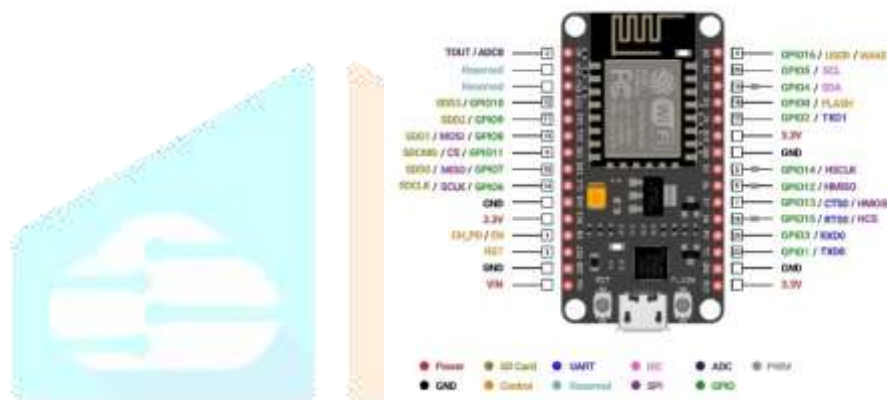 TOUT / ADC0
Reserved
Reserved
SDD3 / GPIO10
SDD2 / GPIO9
SDD1 / MOSI / GPIO8
SDCMD / CS / GPIO11
SDD0 / MISO / GPIO7
SDCLK / SCLK / GPIO6
GND
3.3V
CH_PD / EN
RST
GND
VIN
GPIO16 / USER / WAKE
GPIO5 / SCL
GPIO4 / SDA
GPIO0 / FLASH
GPIO2 / TXD1
3.3V
GND
GPIO14 / HSCLK
GPIO12 / HMISO
GPIO13 / CTS0 / HMOSI
GPIO15 / RTS0 / HCS
GPIO3 / RXD0
GPIO1 / TXD0
GND
3.3V
WiFi
RST
FLASH
Power
SD Card
UART
I2C
ADC
PWM
GND
Control
Reserved
SPI
GPIO